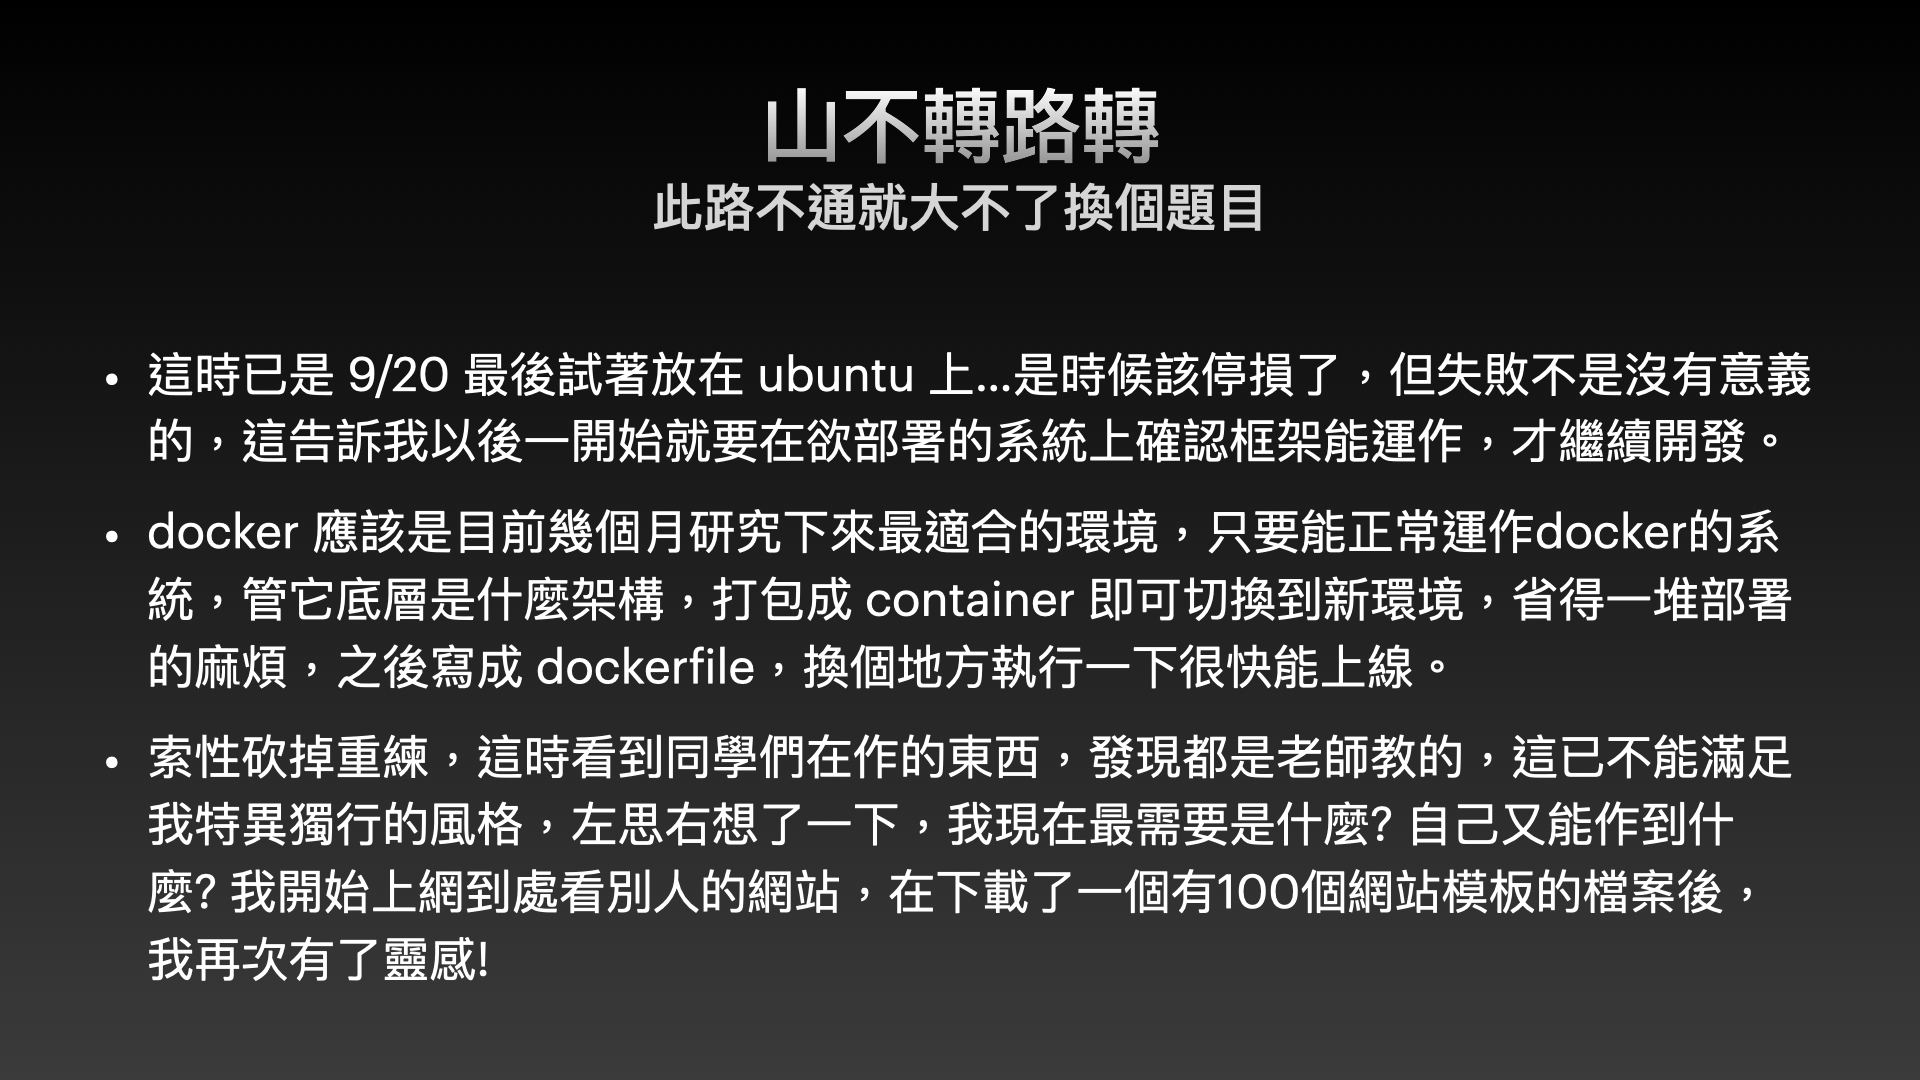 山不轉路轉
此路不通就大不了換個題目
• 這時已是 9/20 最後試著放在 ubuntu 上...是時候該停損了，但失敗不是沒有意義
的，這告訴我以後一開始就要在欲部署的系統上確認框架能運作，才繼續開發。
• docker 應該是目前幾個月研究下來最適合的環境，只要能正常運作docker的系
統，管它底層是什麼架構，打包成 container 即可切換到新環境，省得一堆部署
的麻煩，之後寫成 dockerfile，換個地方執行一下很快能上線。
• 索性砍掉重練，這時看到同學們在作的東西，發現都是老師教的，這已不能滿足
我特異獨行的風格，左思右想了一下，我現在最需要是什麼? 自己又能作到什
麼? 我開始上網到處看別人的網站，在下載了一個有100個網站模板的檔案後，
我再次有了靈感!